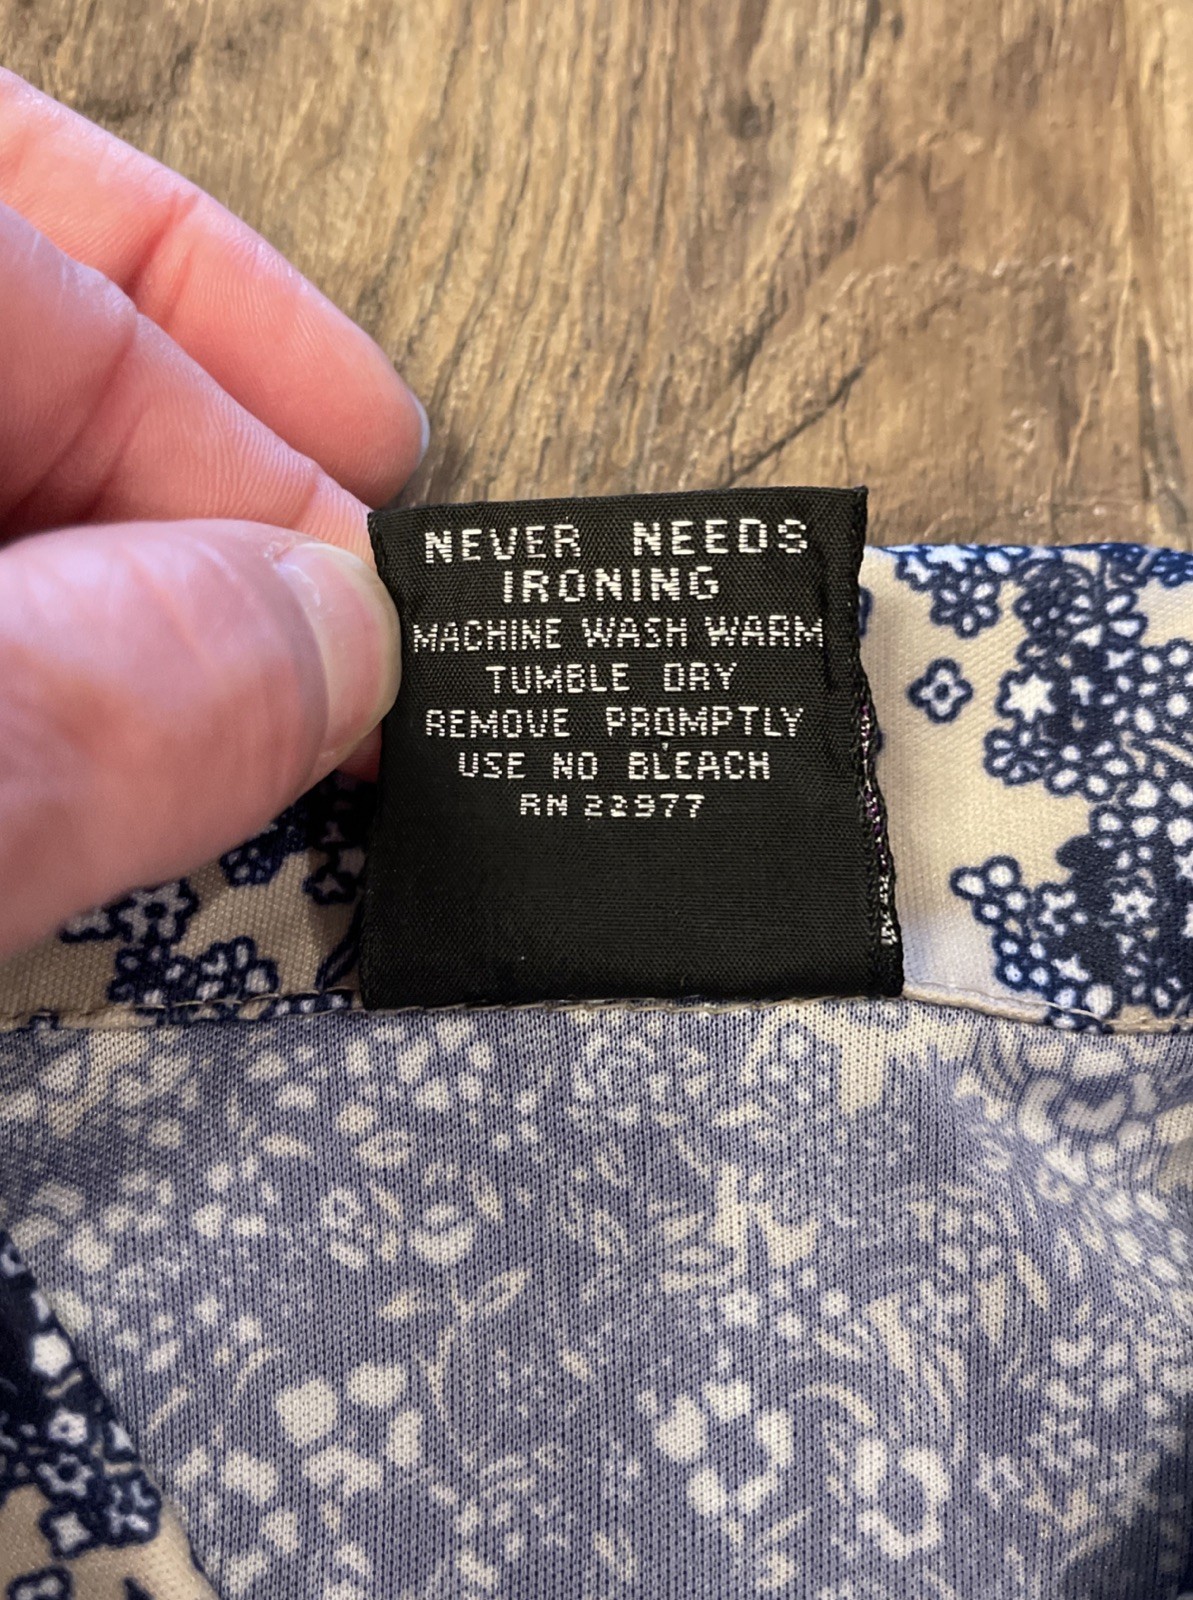 NEVER NEEDS
IRONING
MACHINE WASH WARM
TUMBLE DRY
REMOVE PROMPTLY
USE NO BLEACH
RN 22977